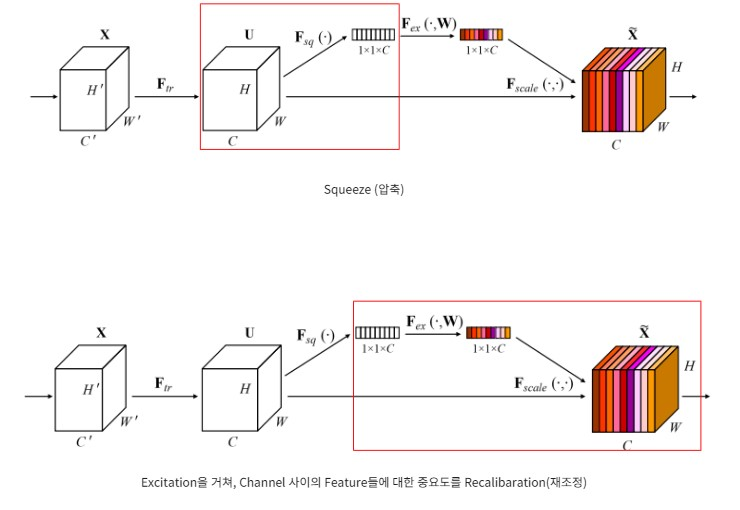 X
U
F_sq (·)
F_ex (·,W)
1×1×C
1×1×C
X̃
H′
F_tr
H
F_scale (·,·)
H
W′
W
W
C′
C
C
Squeeze (압축)
X
U
F_sq (·)
F_ex (·,W)
1×1×C
1×1×C
X̃
H′
F_tr
H
F_scale (·,·)
H
W′
W
W
C′
C
C
Excitation을 거쳐, Channel 사이의 Feature들에 대한 중요도를 Recalibaration(재조정)